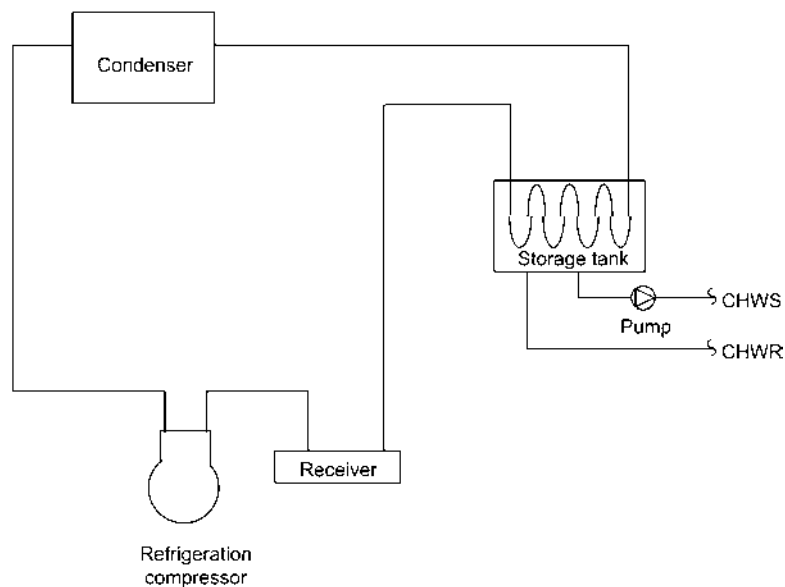 Condenser
Storage tank
CHWS
Pump
CHWR
Receiver
Refrigeration
compressor